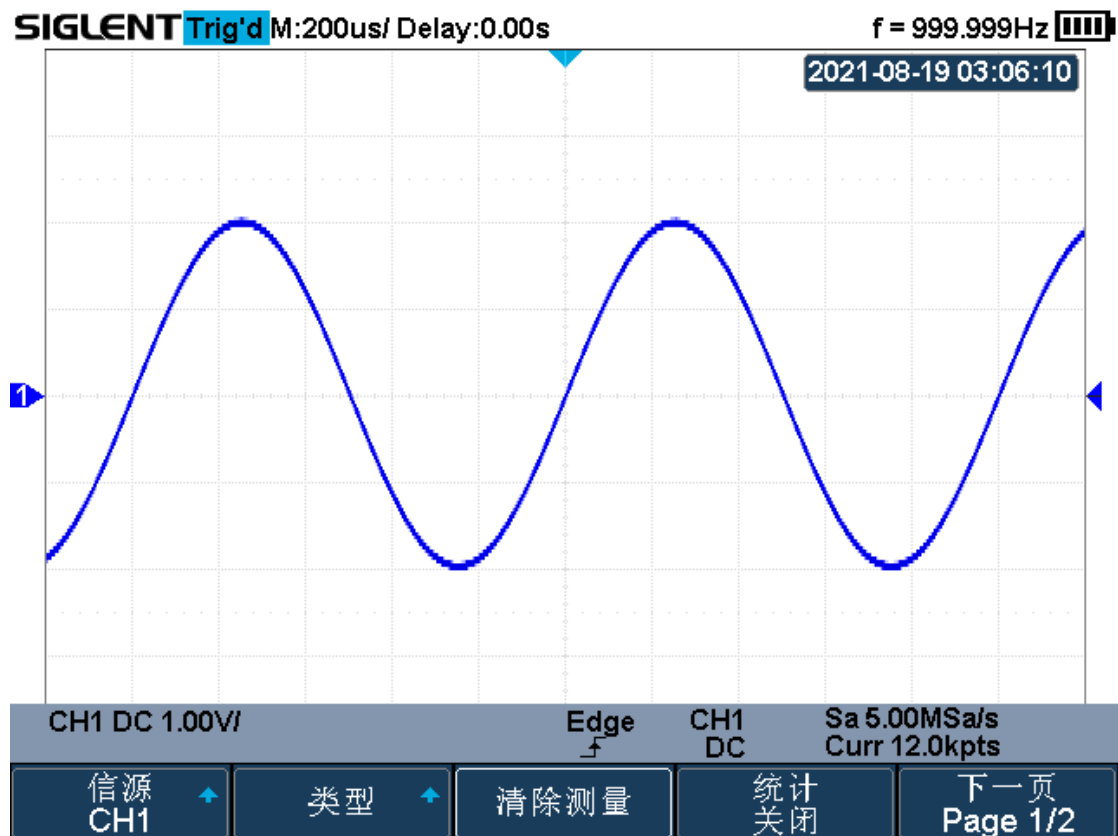 SIGLENT Trig'd M:200us/ Delay:0.00s f = 999.999Hz
2021-08-19 03:06:10
1
CH1 DC 1.00V/ Edge CH1 Sa 5.00MSa/s
DC Curr 12.0kpts
信源 类型 清除测量 统计 下一页
CH1 关闭 Page 1/2